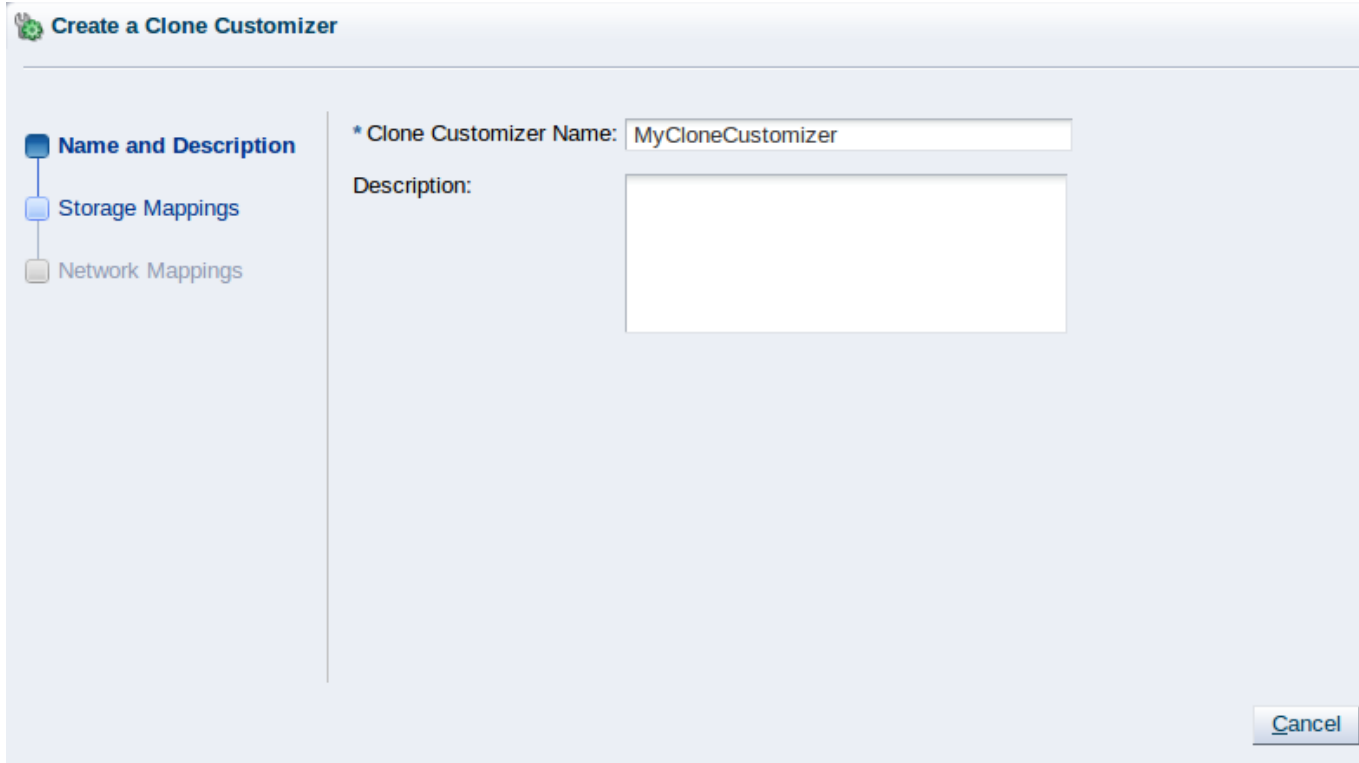 Create a Clone Customizer
Name and Description
Storage Mappings
Network Mappings
* Clone Customizer Name: MyCloneCustomizer
Description:
Cancel